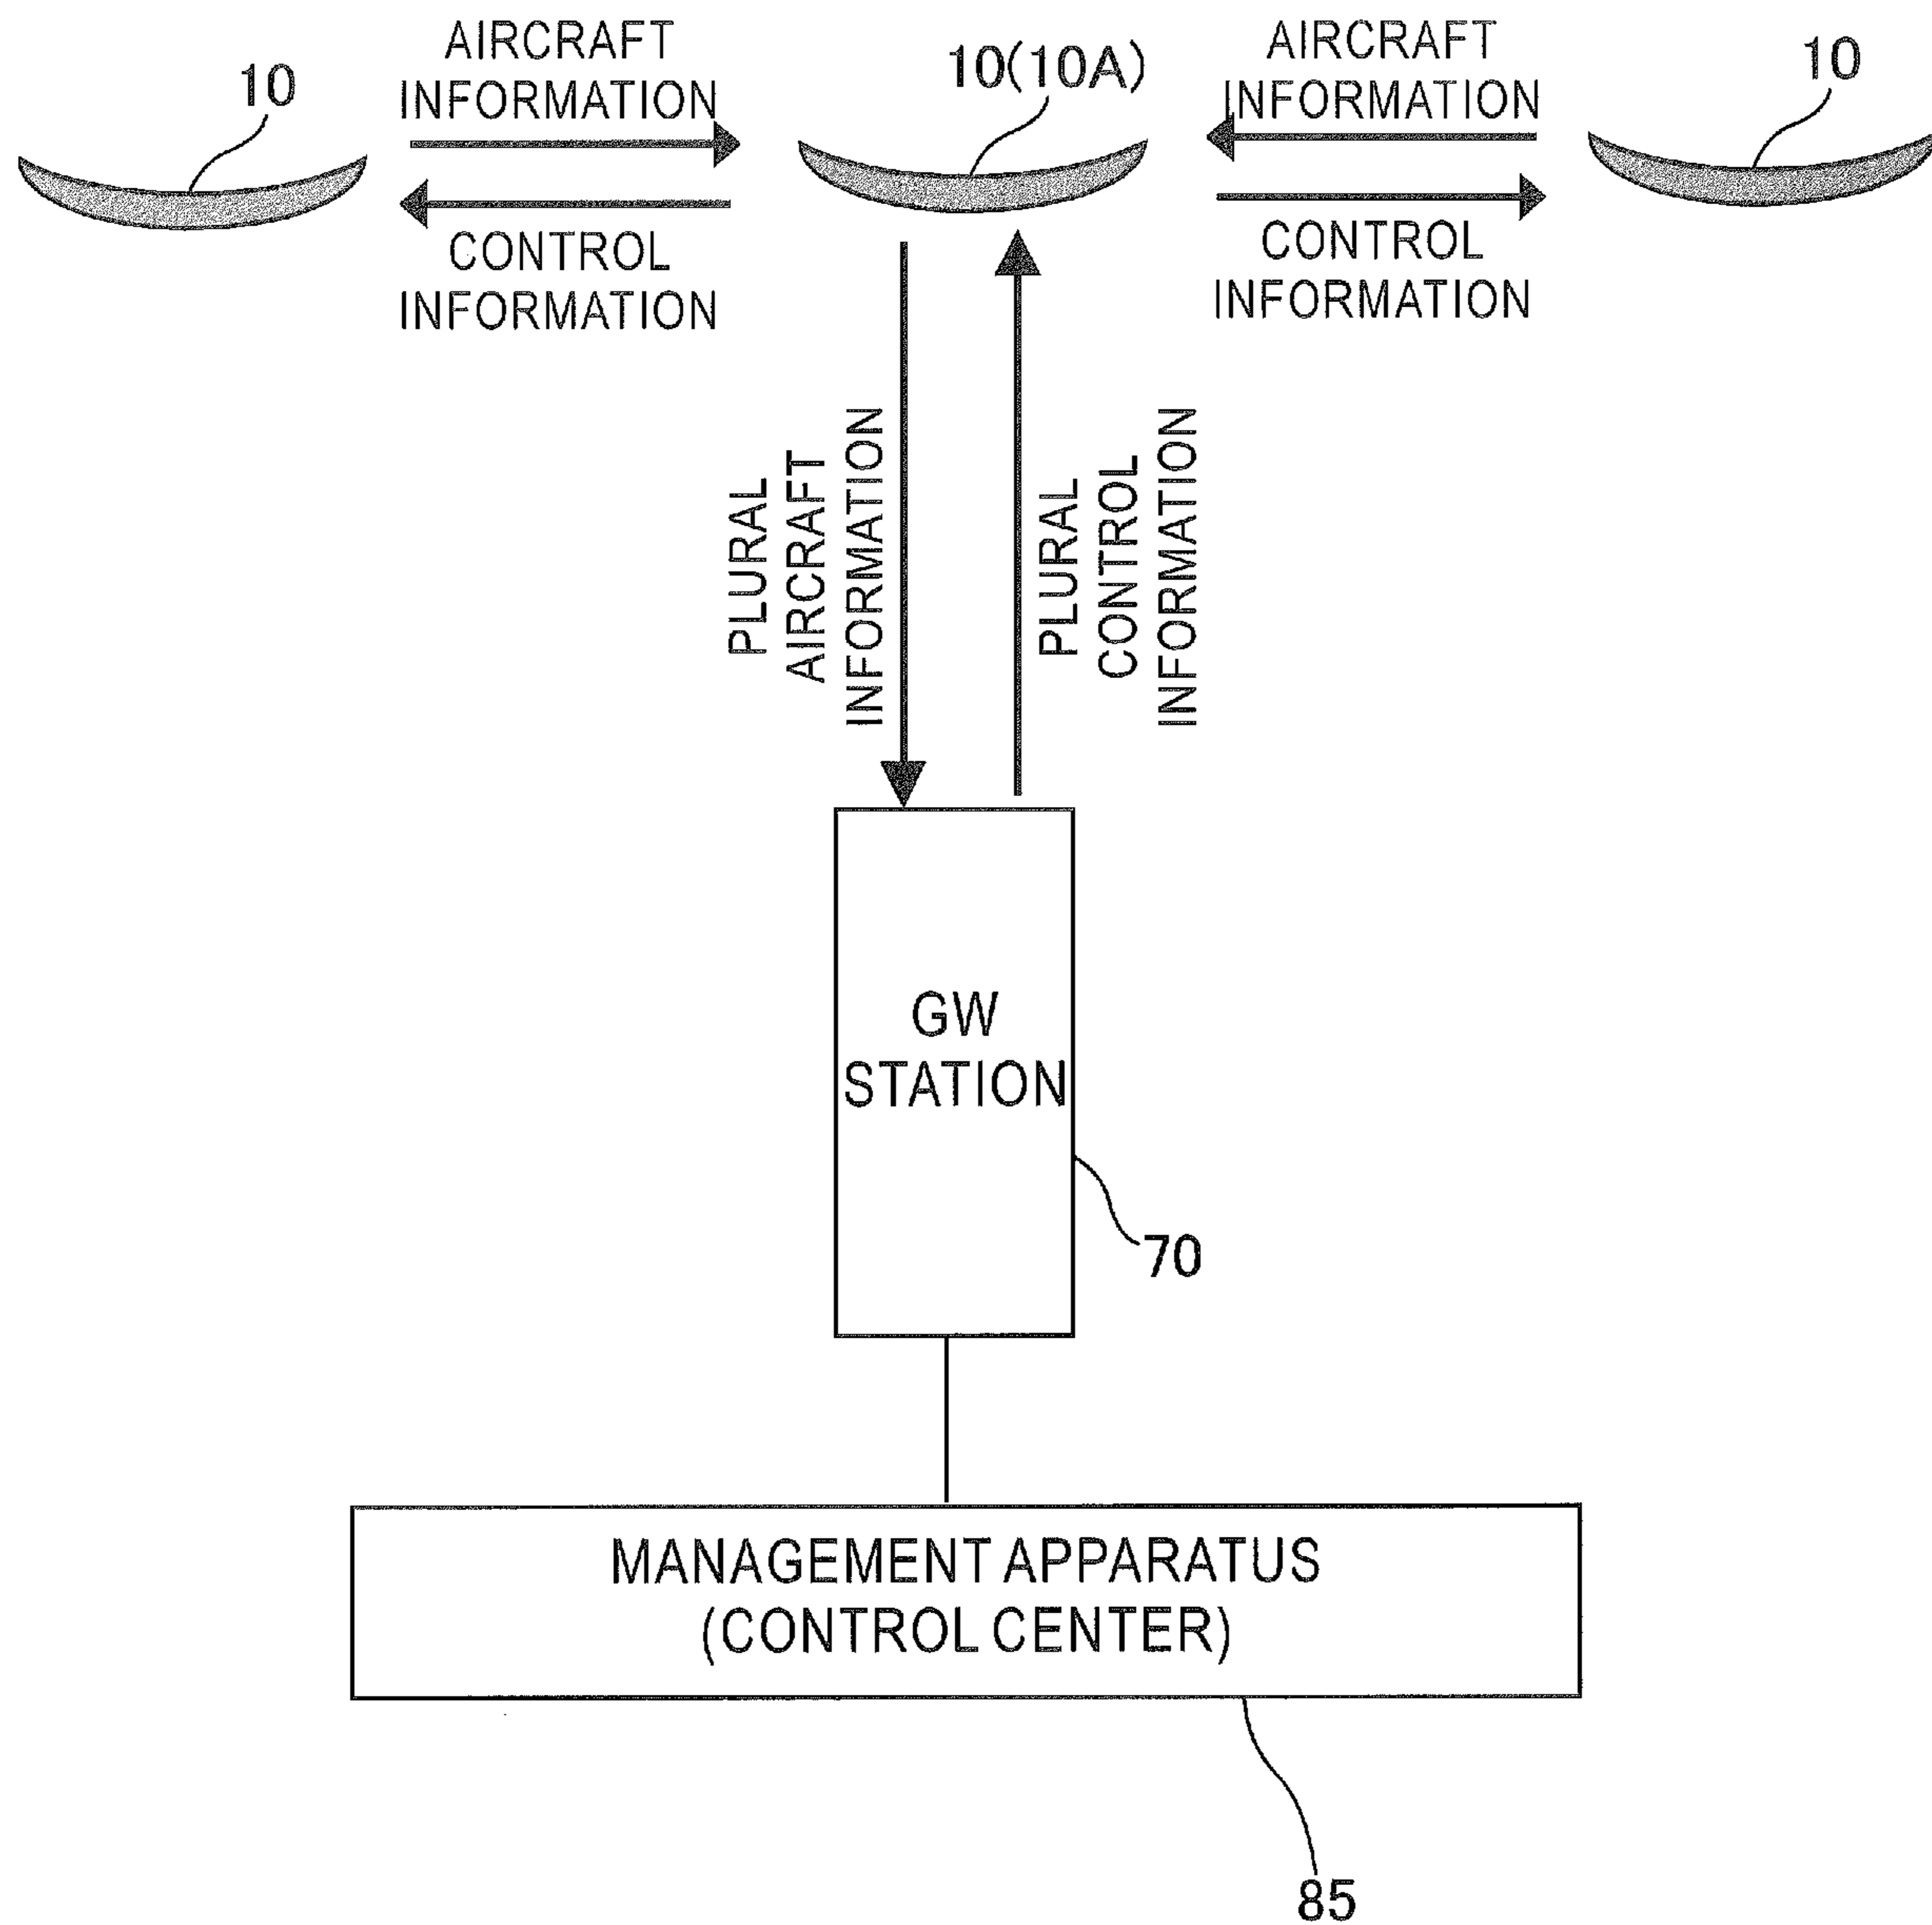 10
AIRCRAFT
INFORMATION
10(10A)
AIRCRAFT
INFORMATION
10
CONTROL
INFORMATION
CONTROL
INFORMATION
PLURAL
AIRCRAFT
INFORMATION
PLURAL
CONTROL
INFORMATION
GW
STATION
70
MANAGEMENT APPARATUS
(CONTROL CENTER)
85